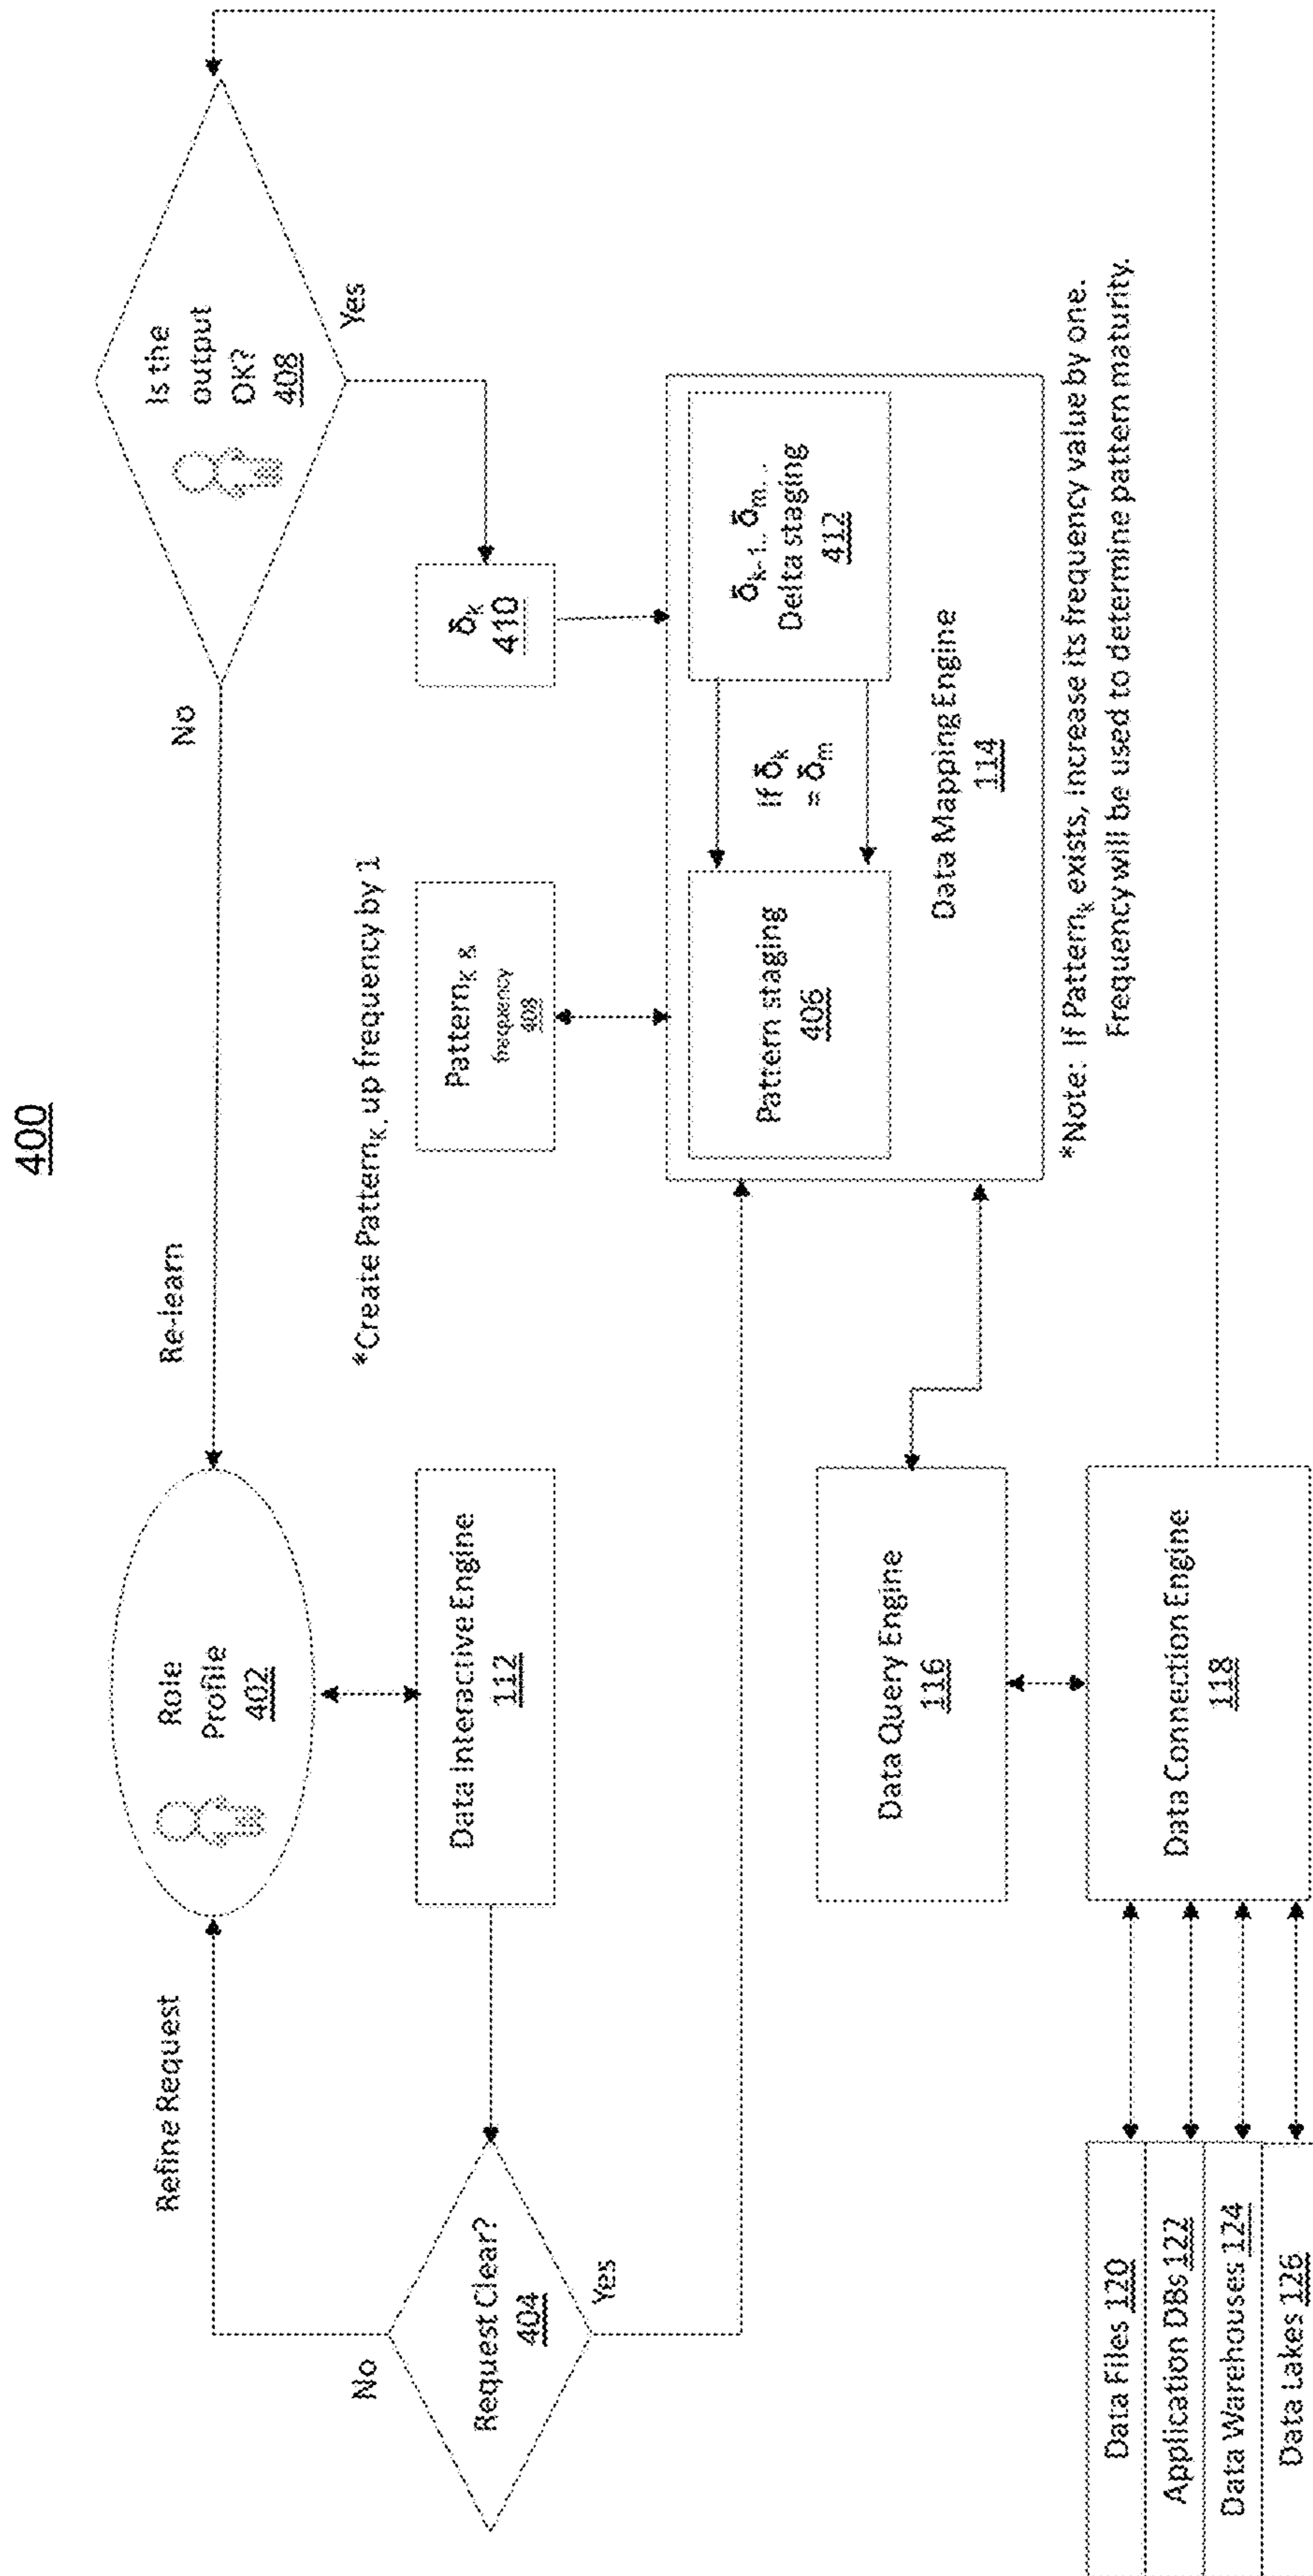 400
Refine Request
Re-learn
No
Role
Profile
402
Is the
output
OK?
408
Yes
No
Request Clear?
404
Yes
Data Interactive Engine
112
*Create Pattern_K, up frequency by 1
Pattern_K &
frequency
408
δ_k
410
Pattern staging
406
If δ_k
= δ_m
δ_k-1.. δ_m...
Delta staging
412
Data Mapping Engine
114
*Note: If Pattern_k exists, increase its frequency value by one.
Frequency will be used to determine pattern maturity.
Data Query Engine
116
Data Connection Engine
118
Data Files 120
Application DBs 122
Data Warehouses 124
Data Lakes 126